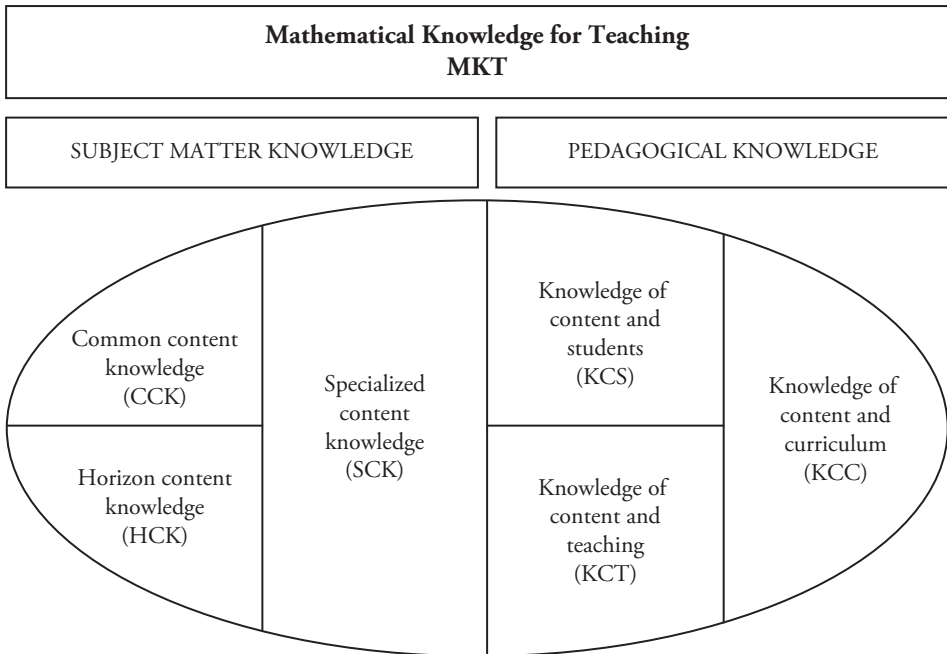 Mathematical Knowledge for Teaching
MKT
SUBJECT MATTER KNOWLEDGE
PEDAGOGICAL KNOWLEDGE
Common content
knowledge
(CCK)
Horizon content
knowledge
(HCK)
Specialized
content
knowledge
(SCK)
Knowledge of
content and
students
(KCS)
Knowledge of
content and
teaching
(KCT)
Knowledge of
content and
curriculum
(KCC)